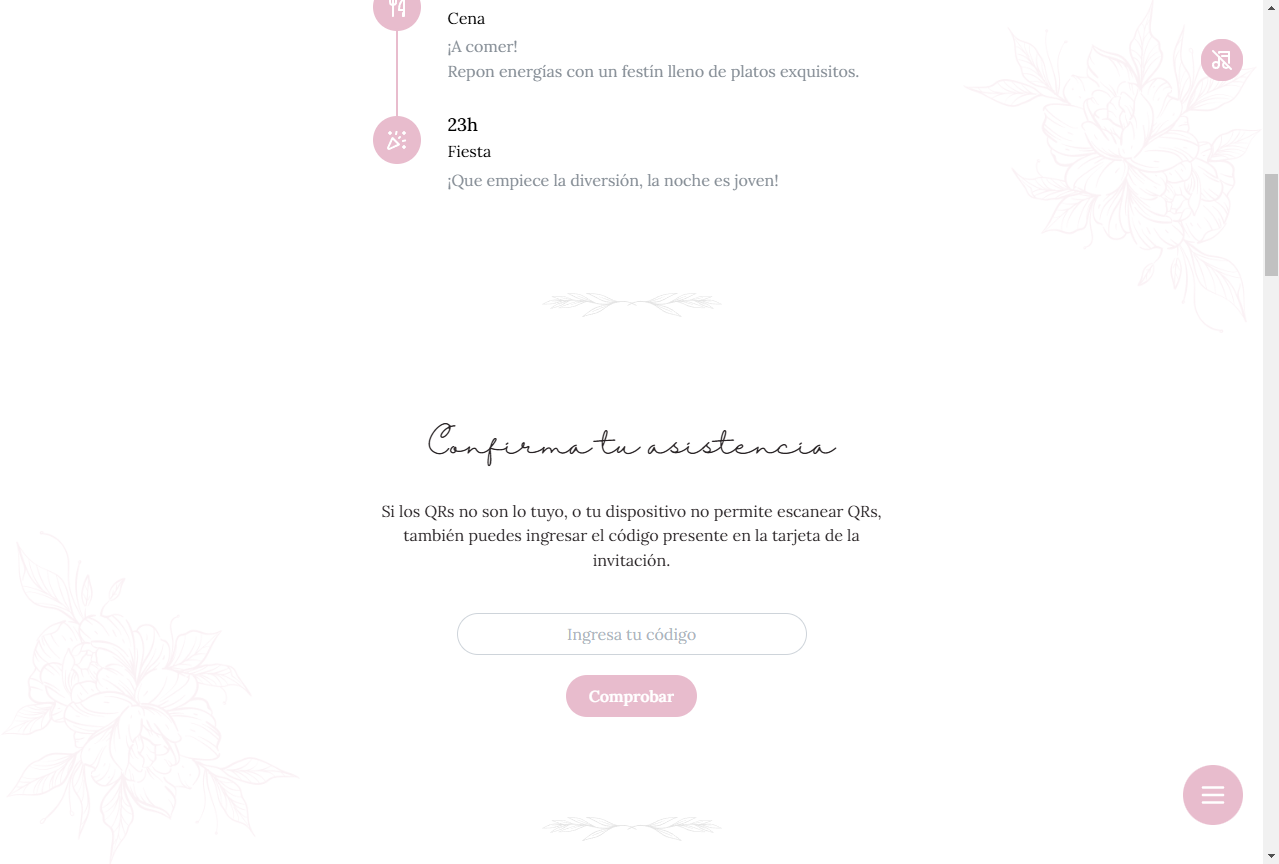 Cena
¡A comer!
Repon energías con un festín lleno de platos exquisitos.
23h
Fiesta
¡Que empiece la diversión, la noche es joven!
Confirma tu asistencia
Si los QRs no son lo tuyo, o tu dispositivo no permite escanear QRs,
también puedes ingresar el código presente en la tarjeta de la
invitación.
Ingresa tu código
Comprobar